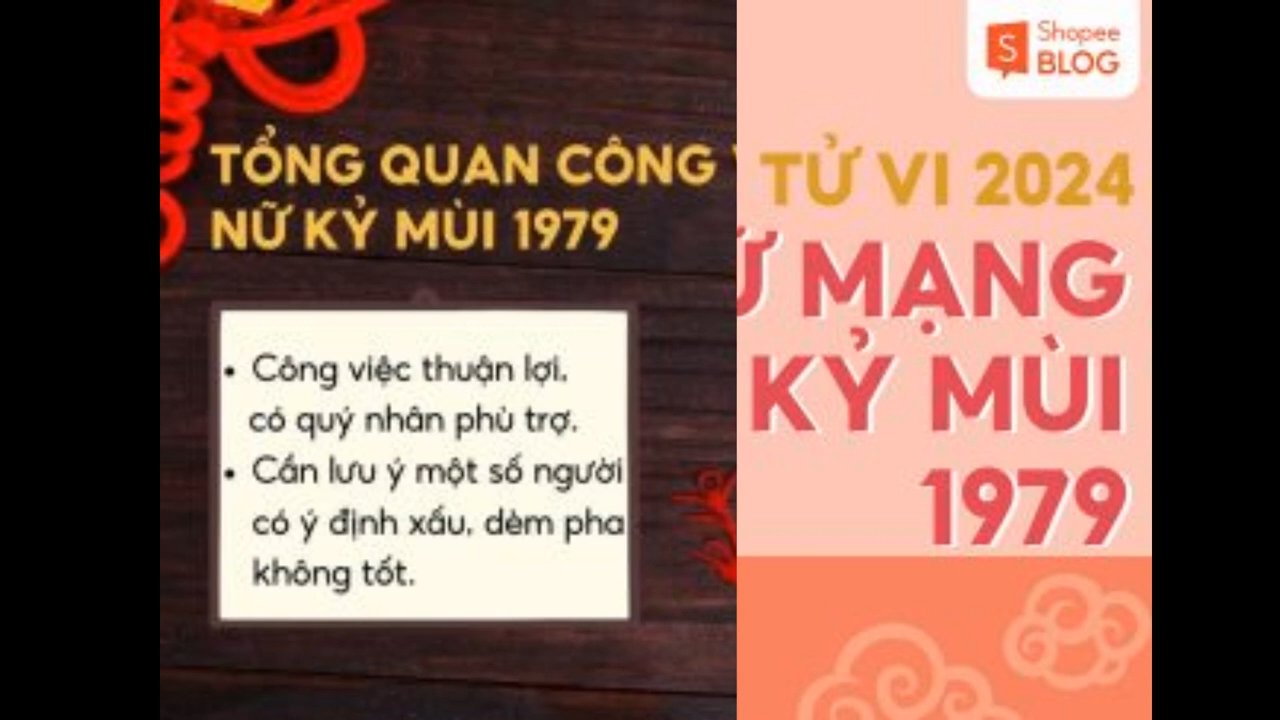 TỔNG QUAN CÔNG
NỮ KỶ MÙI 1979
• Công việc thuận lợi,
có quý nhân phù trợ.
• Cần lưu ý một số người
có ý định xấu, dèm pha
không tốt.
Shopee
BLOG
TỬ VI 2024
MẠNG
KỶ MÙI
1979